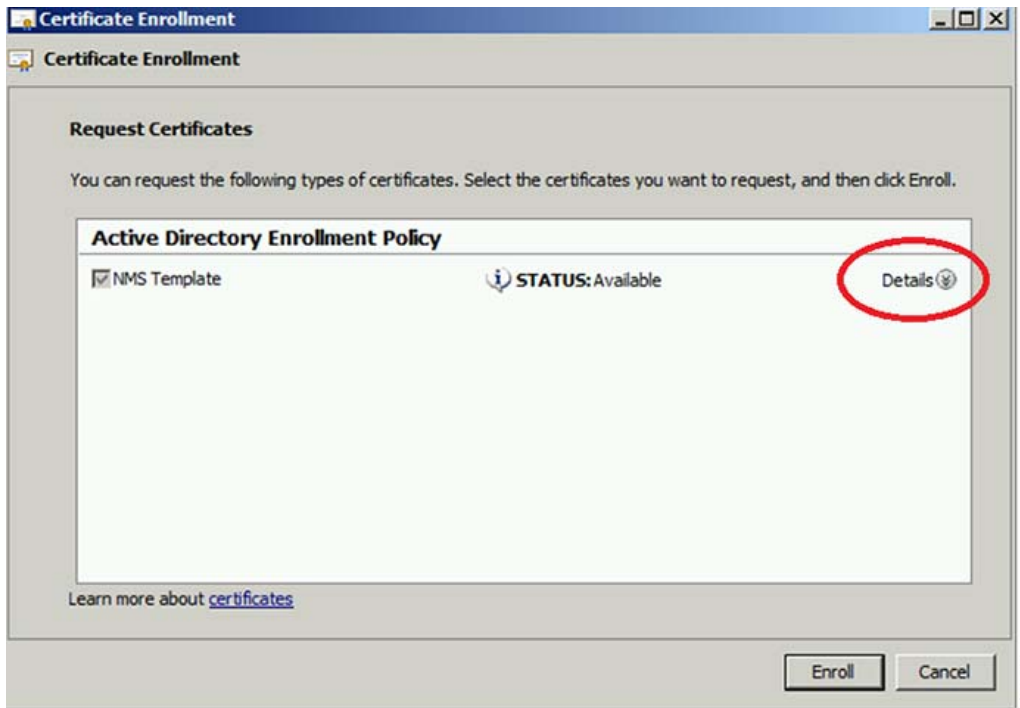 Certificate Enrollment
Certificate Enrollment
Request Certificates
You can request the following types of certificates. Select the certificates you want to request, and then click Enroll.
Active Directory Enrollment Policy
NMS Template STATUS: Available Details
Learn more about certificates
Enroll Cancel